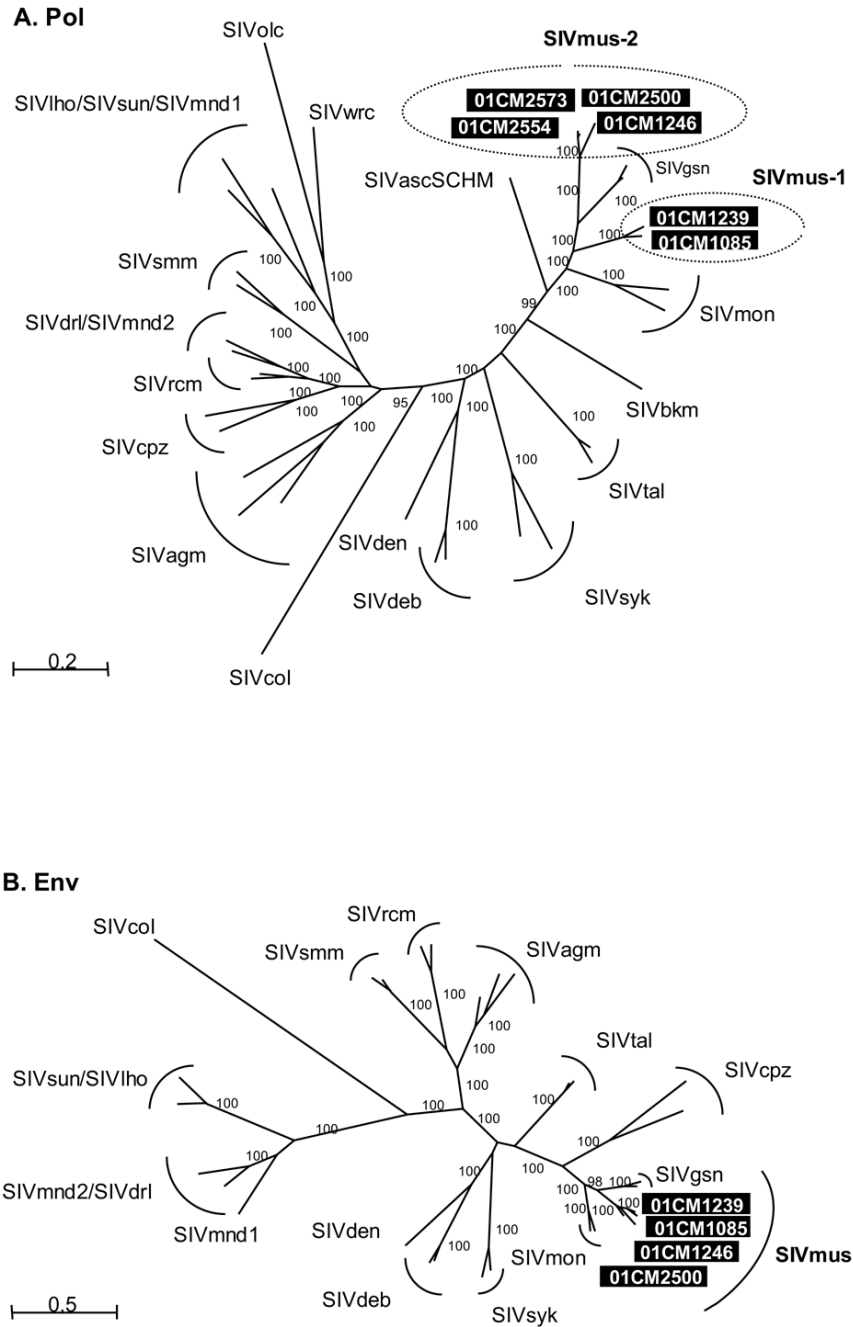 A. Pol
SIVolc
SIVmus-2
SIVlho/SIVsun/SIVmnd1
SIVwrc
01CM2573
01CM2500
01CM2554
01CM1246
100
SIVascSCHM
SIVgsn
SIVmus-1
100
100
01CM1239
100
01CM1085
100
SIVsmm
100
100
100
100
100
SIVmon
100
99
SIVdrl/SIVmnd2
100
100
100
100
100
100
SIVrcm
100
100
95
100
100
SIVbkm
100
100
100
SIVcpz
100
SIVtal
SIVagm
SIVden
100
SIVdeb
SIVsyk
0.2
SIVcol
B. Env
SIVrcm
SIVcol
SIVsmm
SIVagm
100
100
100
SIVtal
100
SIVcpz
SIVsun/SIVlho
100
100
100
100
100
100
100
100
100
SIVgsn
98
100
100
SIVmnd2/SIVdrl
100
100
100
100
01CM1239
SIVmnd1
SIVden
01CM1085
100
100
SIVmon
01CM1246
SIVmus
01CM2500
SIVdeb
SIVsyk
0.5